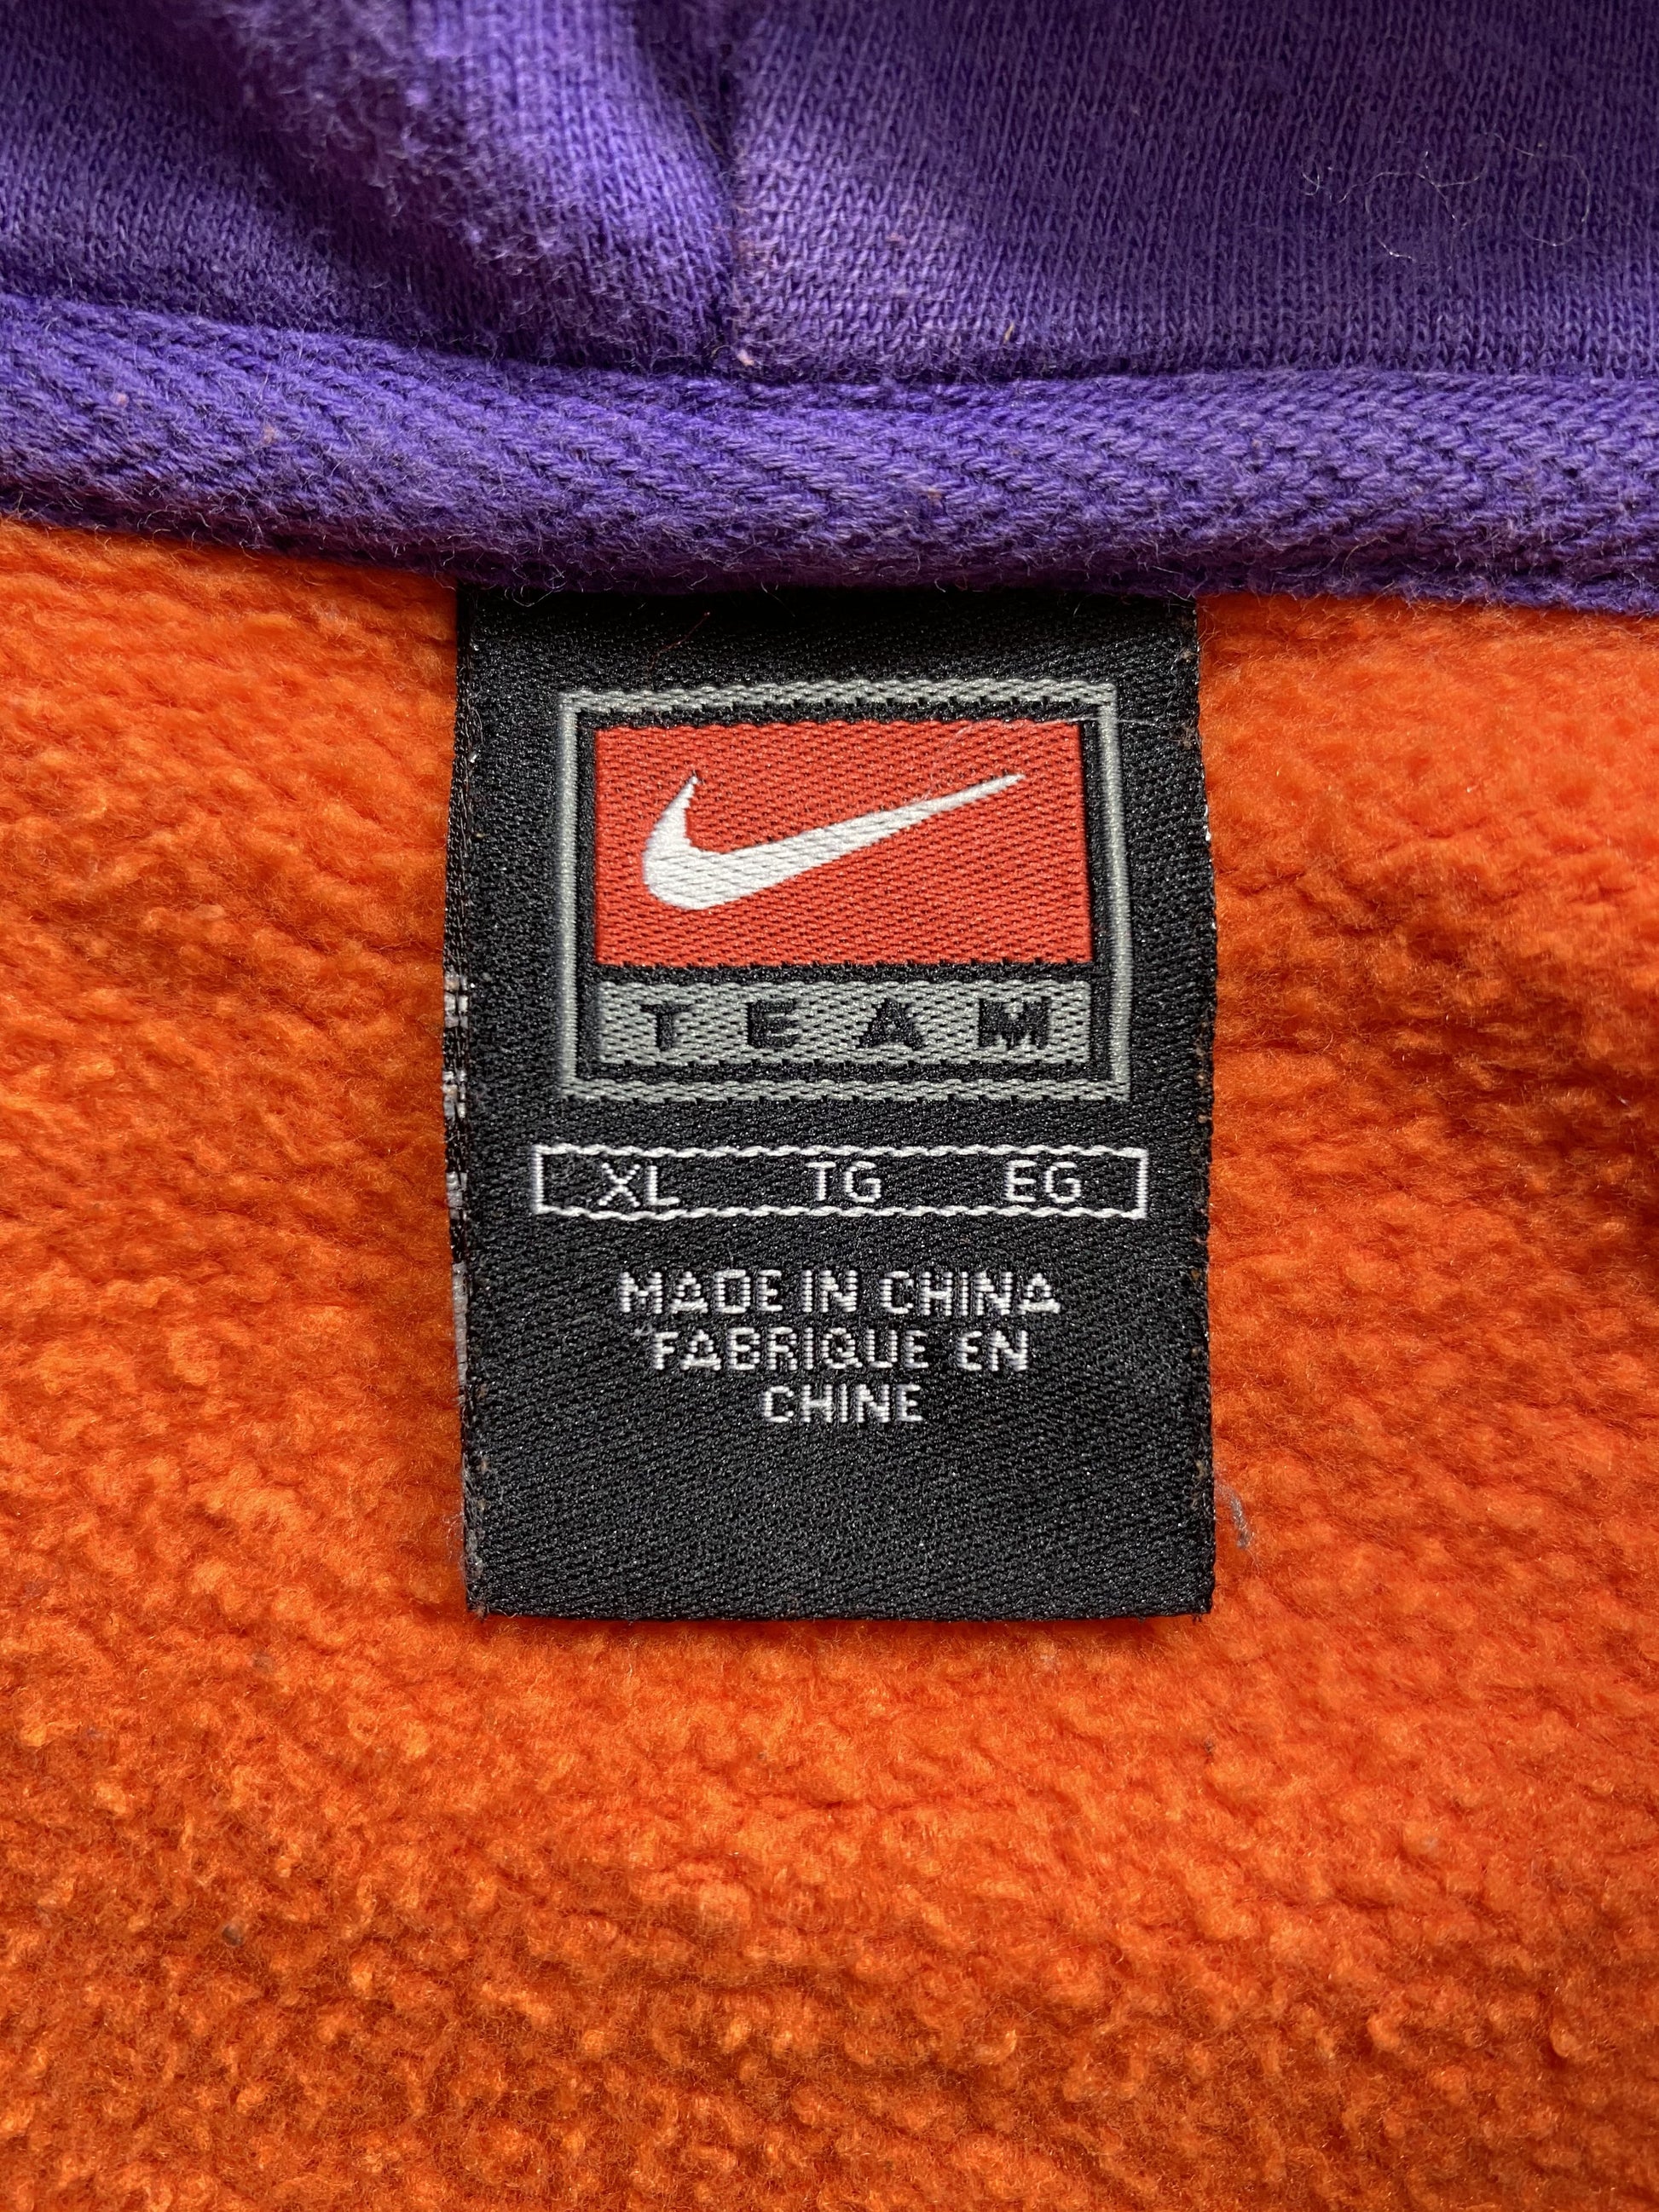 TEAM
XL TG EG
MADE IN CHINA
FABRIQUE EN
CHINE